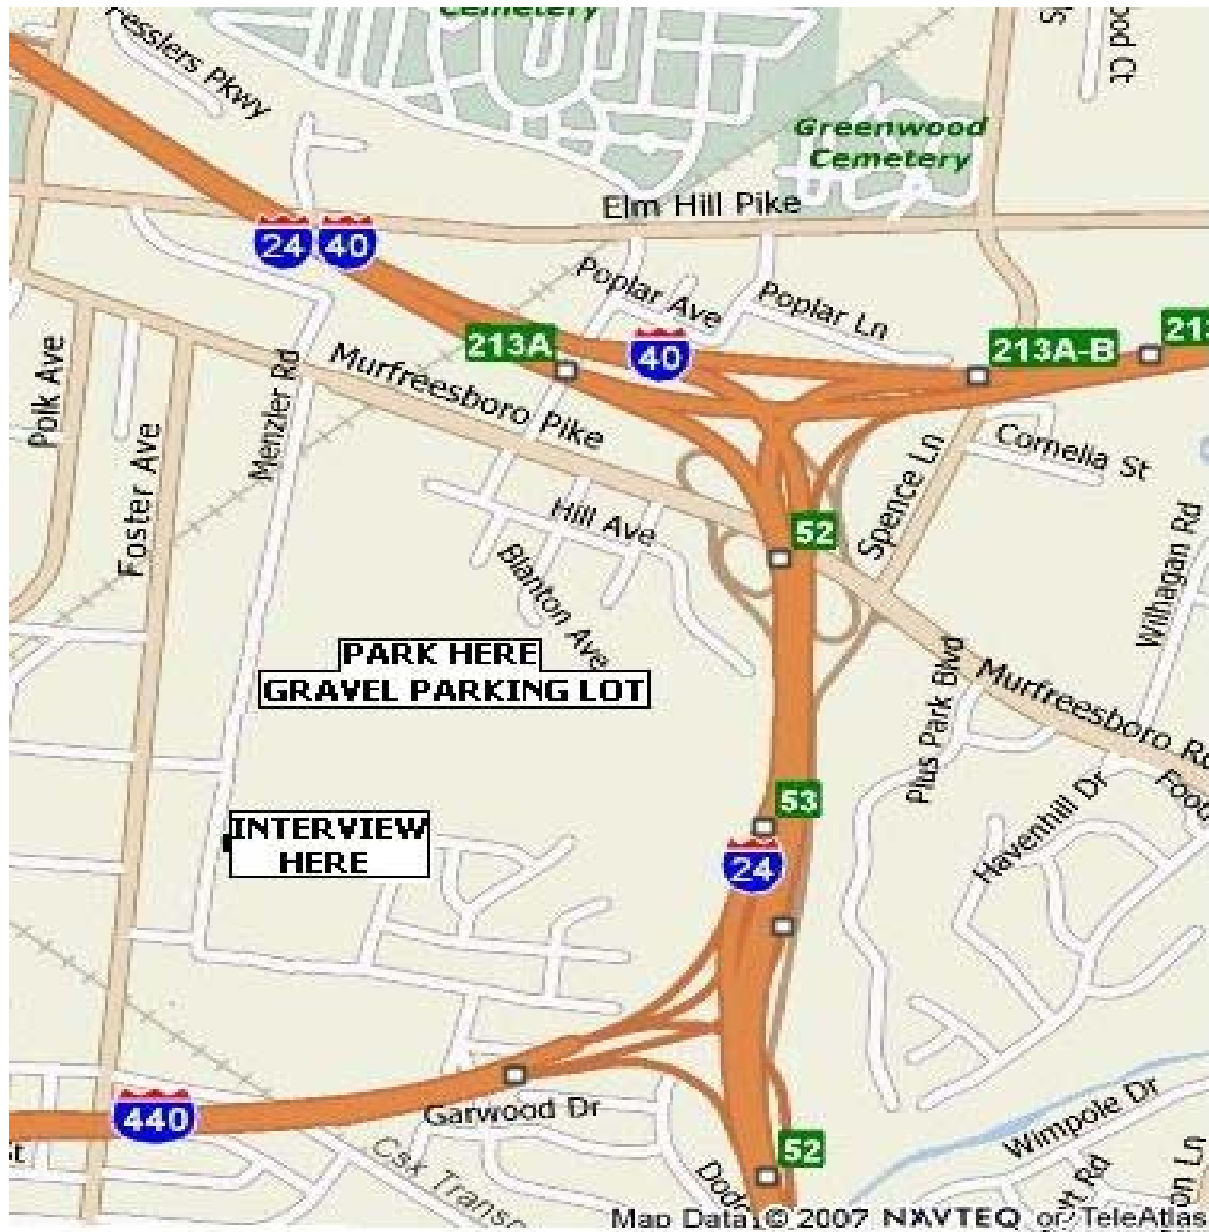 Cemetery
Fesslers Pkwy
Greenwood
Cemetery
Elm Hill Pike
24
40
Poplar Ave
Poplar Ln
213A
40
213A-B
Polk Ave
Foster Ave
Menzler Rd
Murfreesboro Pike
Cornelia St
Spence Ln
Hill Ave
52
Blanton Ave
Wilhagan Rd
PARK HERE
GRAVEL PARKING LOT
Plus Park Blvd
Murfreesboro Rd
53
Havenhill Dr
INTERVIEW
HERE
24
440
Garwood Dr
Wimpole Dr
52
Map Data © 2007 NAVTEQ or TeleAtlas